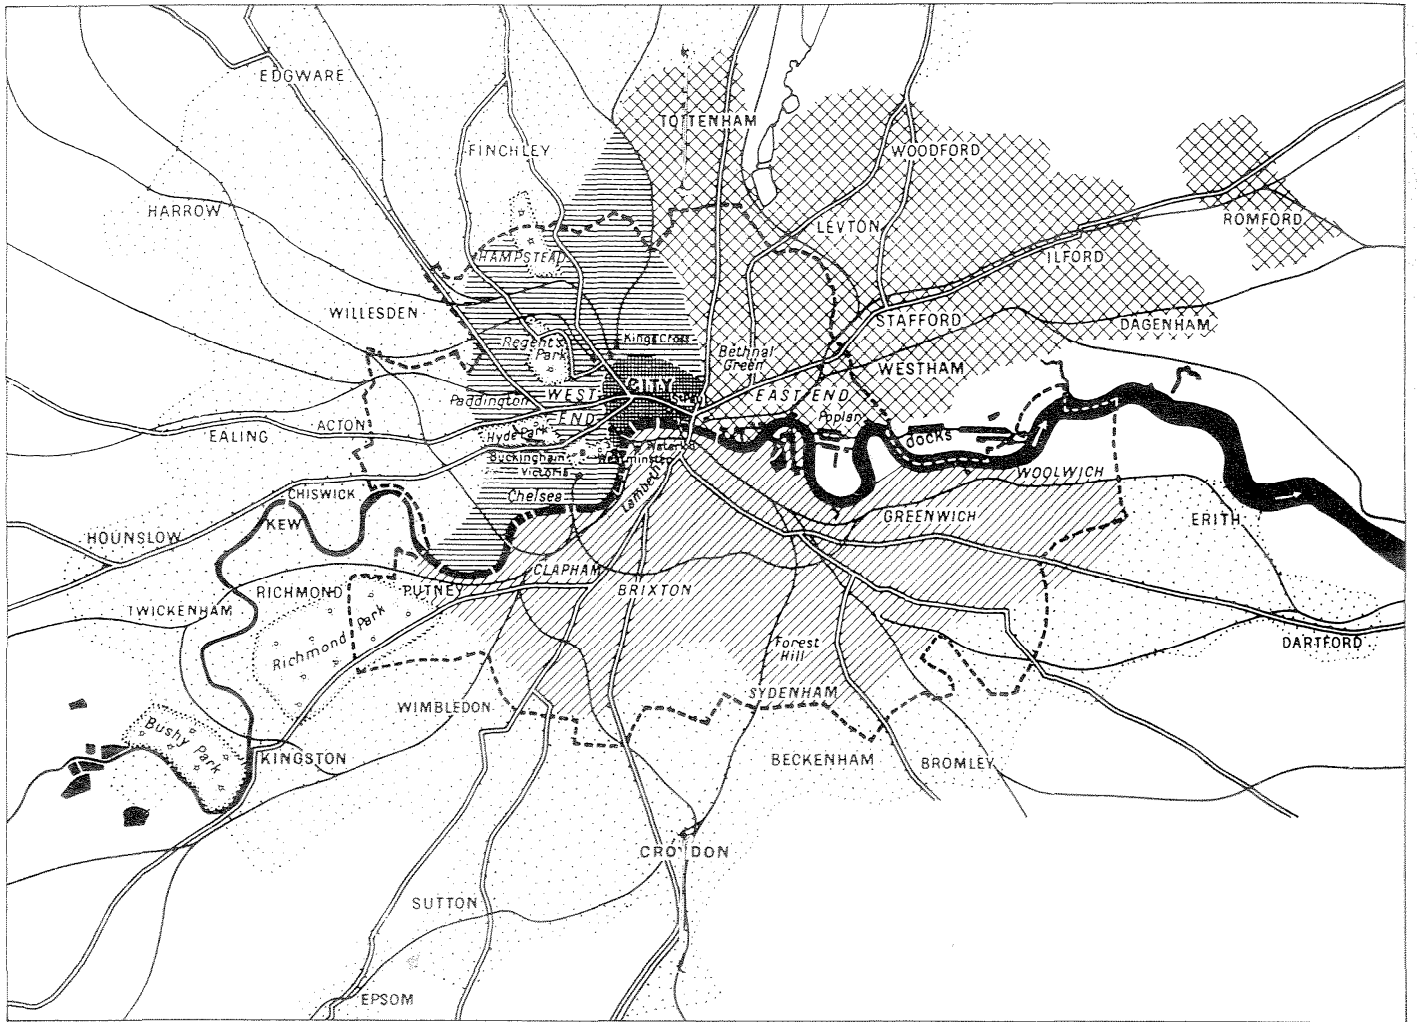 EDGWARE
TOTTENHAM
FINCHLEY
WOODFORD
HARROW
ROMFORD
LEVTON
HAMPSTEAD
ILFORD
WILLESDEN
STAFFORD
DAGENHAM
Regent's
Park
Kings Cross
Bethnal
Green
WESTHAM
CITY
Paddington
WEST
END
EAST END
Poplar
ACTON
EALING
Hyde Park
docks
Buckingham
Westminster
Waterloo
Victoria
WOOLWICH
CHISWICK
Chelsea
Lambeth
GREENWICH
ERITH
KEW
HOUNSLOW
CLAPHAM
RICHMOND
PUTNEY
BRIXTON
TWICKENHAM
Richmond Park
Forest
Hill
DARTFORD
SYDENHAM
WIMBLEDON
Bushy Park
KINGSTON
BECKENHAM
BROMLEY
CROYDON
SUTTON
EPSOM